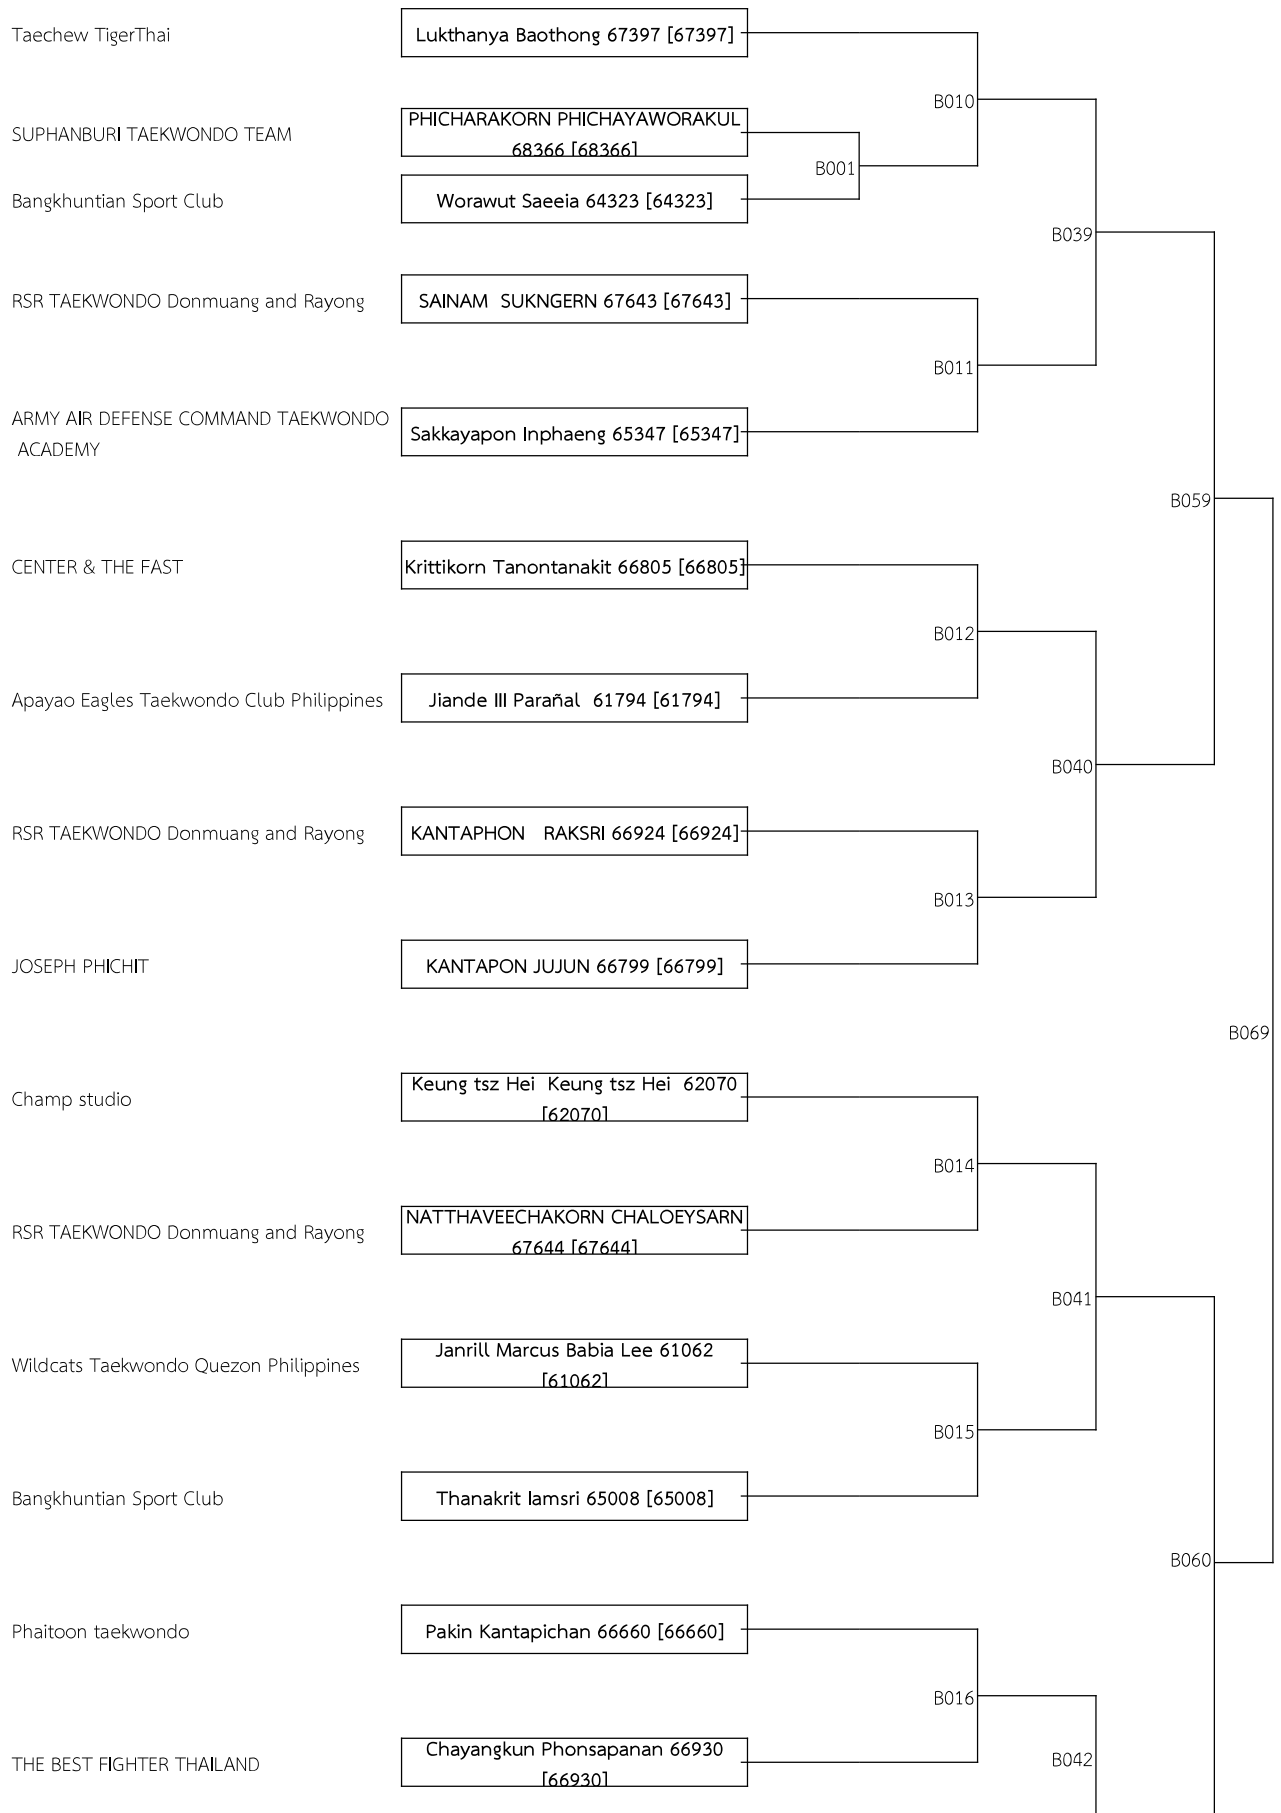 Taechew TigerThai
Lukthanya Baothong 67397 [67397]
B010
SUPHANBURI TAEKWONDO TEAM
PHICHARAKORN PHICHAYAWORAKUL
68366 [68366]
B001
Bangkhuntian Sport Club
Worawut Saeeia 64323 [64323]
B039
RSR TAEKWONDO Donmuang and Rayong
SAINAM  SUKNGERN 67643 [67643]
B011
ARMY AIR DEFENSE COMMAND TAEKWONDO
ACADEMY
Sakkayapon Inphaeng 65347 [65347]
B059
CENTER & THE FAST
Krittikorn Tanontanakit 66805 [66805]
B012
Apayao Eagles Taekwondo Club Philippines
Jiande III Parañal  61794 [61794]
B040
RSR TAEKWONDO Donmuang and Rayong
KANTAPHON   RAKSRI 66924 [66924]
B013
JOSEPH PHICHIT
KANTAPON JUJUN 66799 [66799]
B069
Champ studio
Keung tsz Hei  Keung tsz Hei  62070
[62070]
B014
RSR TAEKWONDO Donmuang and Rayong
NATTHAVEECHAKORN CHALOEYSARN
67644 [67644]
B041
Wildcats Taekwondo Quezon Philippines
Janrill Marcus Babia Lee 61062
[61062]
B015
Bangkhuntian Sport Club
Thanakrit Iamsri 65008 [65008]
B060
Phaitoon taekwondo
Pakin Kantapichan 66660 [66660]
B016
THE BEST FIGHTER THAILAND
Chayangkun Phonsapanan 66930
[66930]
B042